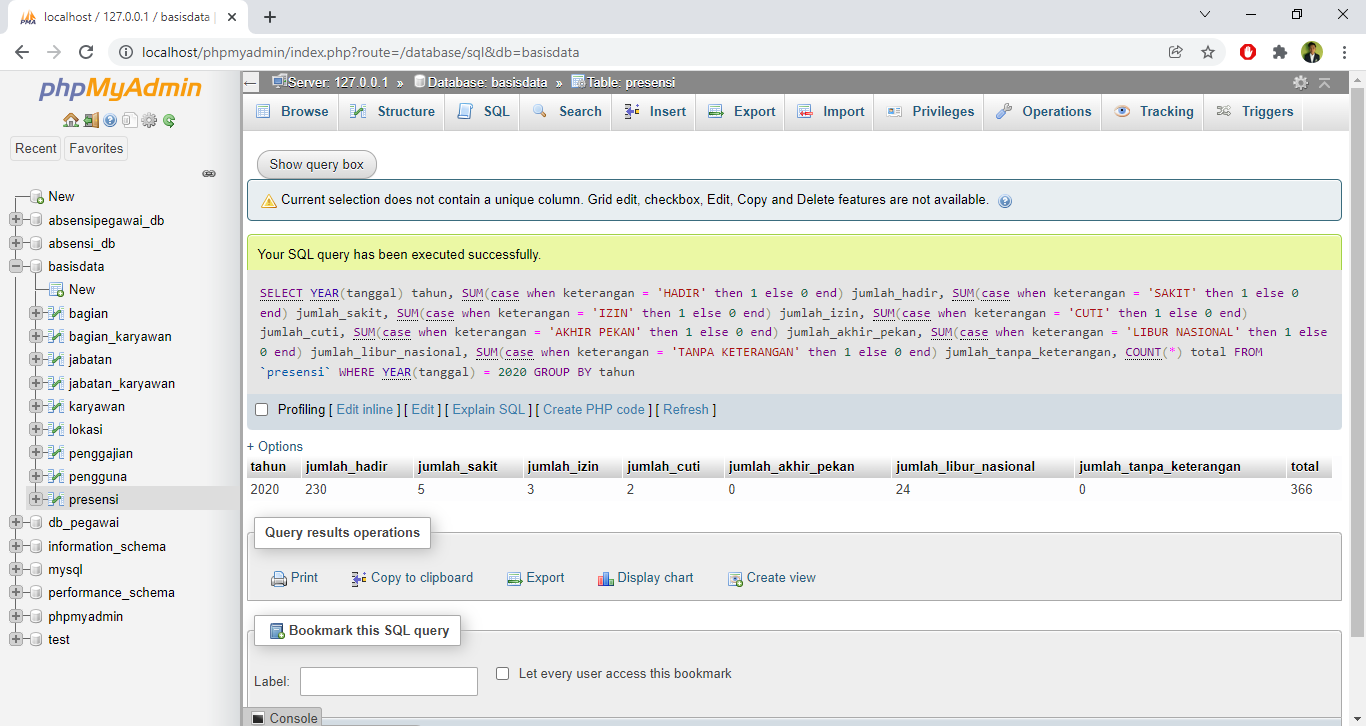 localhost / 127.0.0.1 / basisdata |
localhost/phpmyadmin/index.php?route=/database/sql&db=basisdata
phpMyAdmin
Recent Favorites
New
absensipegawai_db
absensi_db
basisdata
New
bagian
bagian_karyawan
jabatan
jabatan_karyawan
karyawan
lokasi
penggajian
pengguna
presensi
db_pegawai
information_schema
mysql
performance_schema
phpmyadmin
test
Server: 127.0.0.1 » Database: basisdata » Table: presensi
Browse Structure SQL Search Insert Export Import Privileges Operations Tracking Triggers
Show query box
Current selection does not contain a unique column. Grid edit, checkbox, Edit, Copy and Delete features are not available.
Your SQL query has been executed successfully.
SELECT YEAR(tanggal) tahun, SUM(case when keterangan = 'HADIR' then 1 else 0 end) jumlah_hadir, SUM(case when keterangan = 'SAKIT' then 1 else 0
end) jumlah_sakit, SUM(case when keterangan = 'IZIN' then 1 else 0 end) jumlah_izin, SUM(case when keterangan = 'CUTI' then 1 else 0 end)
jumlah_cuti, SUM(case when keterangan = 'AKHIR PEKAN' then 1 else 0 end) jumlah_akhir_pekan, SUM(case when keterangan = 'LIBUR NASIONAL' then 1 else
0 end) jumlah_libur_nasional, SUM(case when keterangan = 'TANPA KETERANGAN' then 1 else 0 end) jumlah_tanpa_keterangan, COUNT(*) total FROM
`presensi` WHERE YEAR(tanggal) = 2020 GROUP BY tahun
Profiling [ Edit inline ] [ Edit ] [ Explain SQL ] [ Create PHP code ] [ Refresh ]
+ Options
tahun jumlah_hadir jumlah_sakit jumlah_izin jumlah_cuti jumlah_akhir_pekan jumlah_libur_nasional jumlah_tanpa_keterangan total
2020 230 5 3 2 0 24 0 366
Query results operations
Print Copy to clipboard Export Display chart Create view
Bookmark this SQL query
Label: Let every user access this bookmark
Console